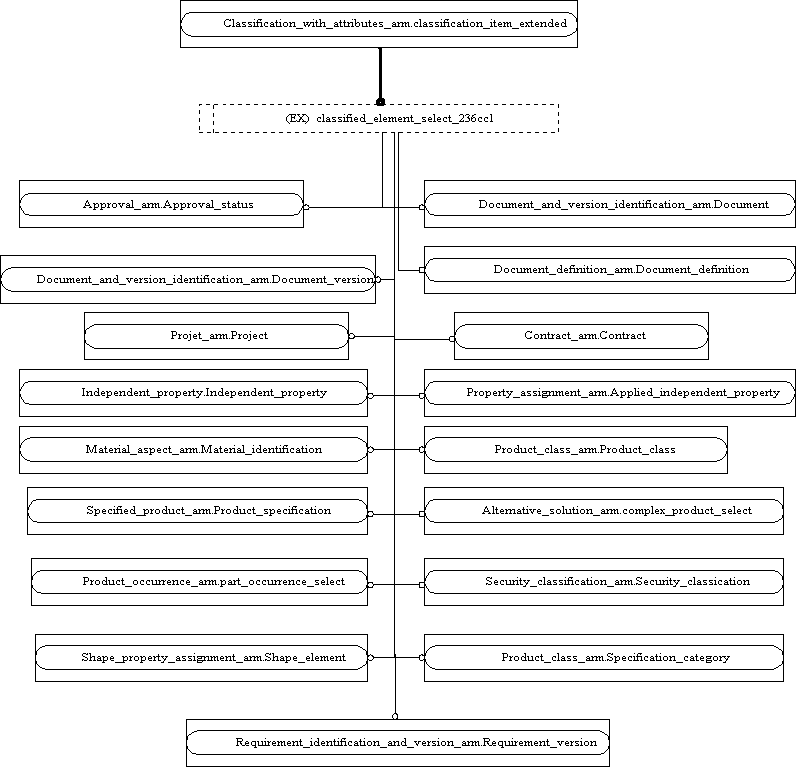 Classification_with_attributes_arm.classification_item_extended
(EX) classified_element_select_236ccl
Approval_arm.Approval_status
Document_and_version_identification_arm.Document
Document_and_version_identification_arm.Document_version
Document_definition_arm.Document_definition
Projet_arm.Project
Contract_arm.Contract
Independent_property.Independent_property
Property_assignment_arm.Applied_independent_property
Material_aspect_arm.Material_identification
Product_class_arm.Product_class
Specified_product_arm.Product_specification
Alternative_solution_arm.complex_product_select
Product_occurrence_arm.part_occurrence_select
Security_classification_arm.Security_classication
Shape_property_assignment_arm.Shape_element
Product_class_arm.Specification_category
Requirement_identification_and_version_arm.Requirement_version